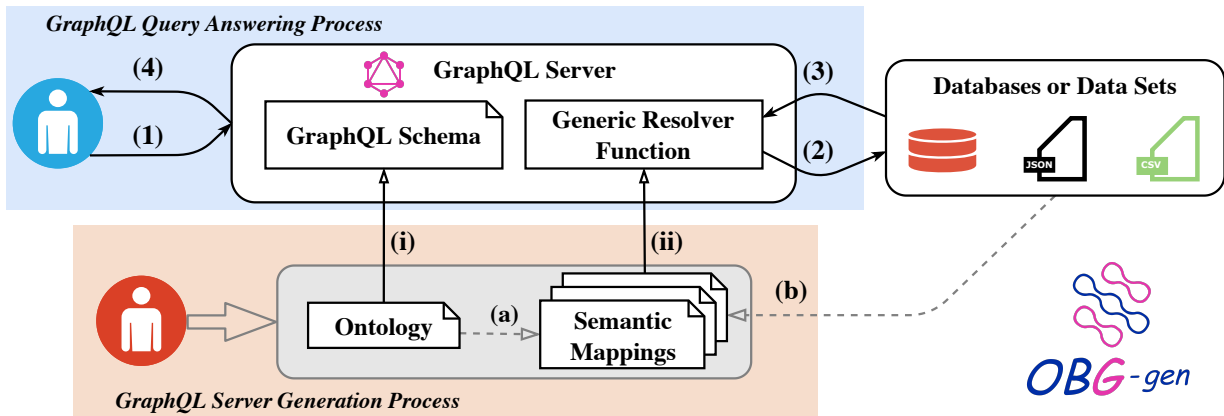 GraphQL Query Answering Process
(4)
(1)
GraphQL Server
GraphQL Schema
Generic Resolver
Function
(3)
(2)
Databases or Data Sets
JSON
CSV
(i)
(ii)
(b)
Ontology
(a)
Semantic
Mappings
GraphQL Server Generation Process
OBG-gen